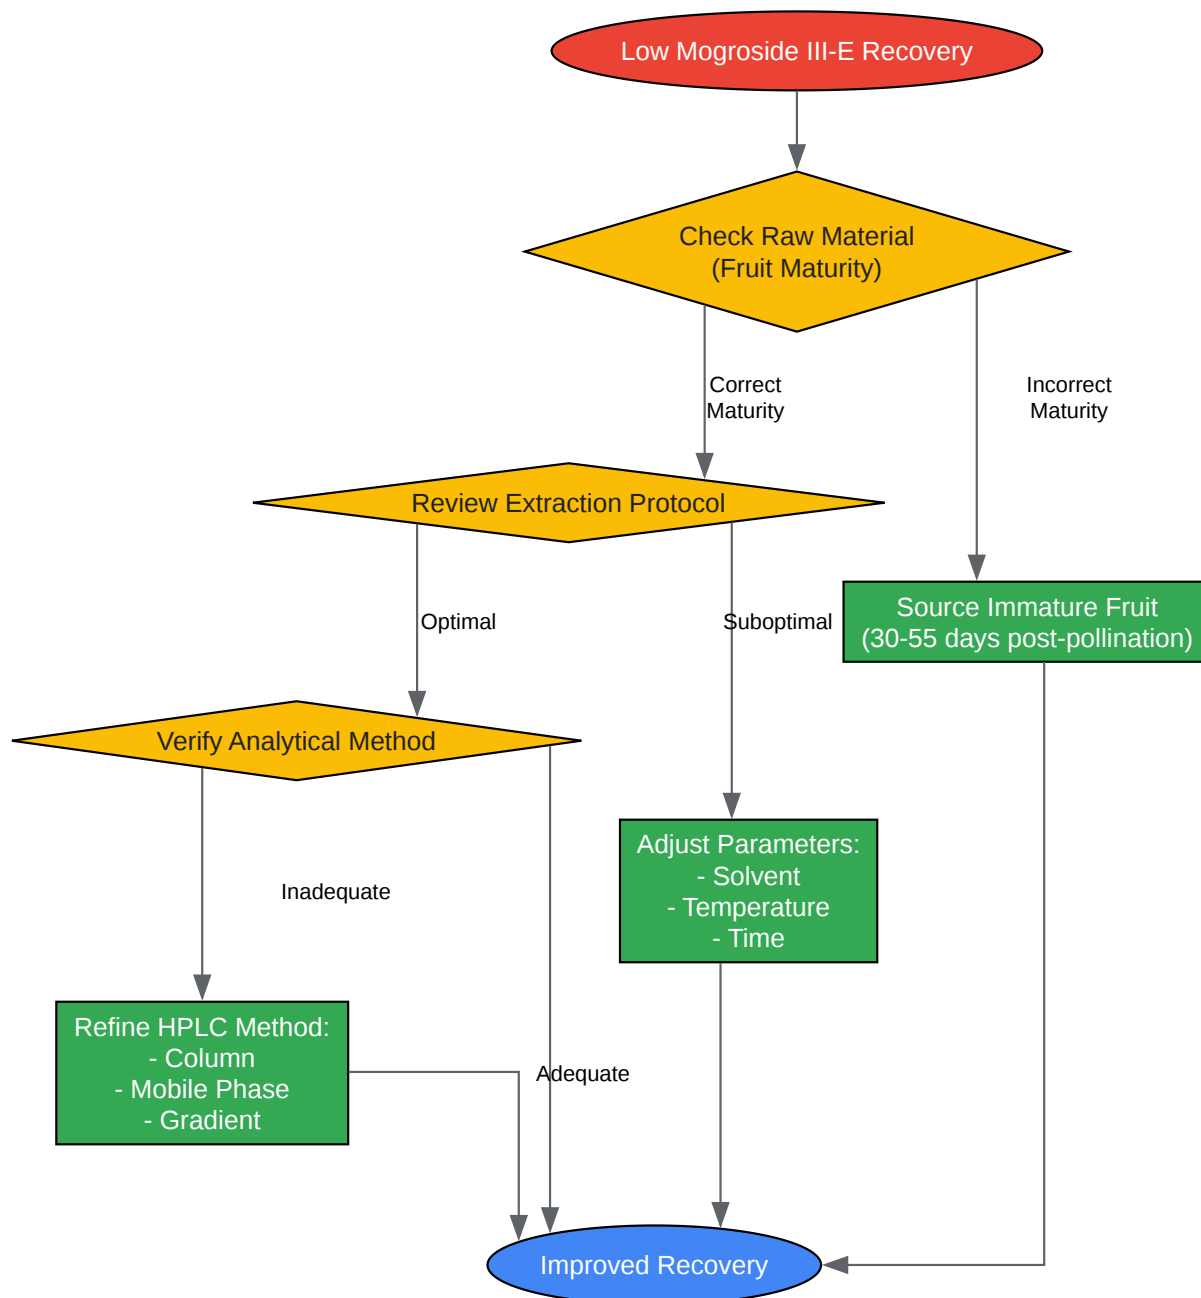 Low Mogroside III-E Recovery
Check Raw Material
(Fruit Maturity)
Correct
Maturity
Incorrect
Maturity
Review Extraction Protocol
Source Immature Fruit
(30-55 days post-pollination)
Optimal
Suboptimal
Verify Analytical Method
Adjust Parameters:
- Solvent
- Temperature
- Time
Inadequate
Refine HPLC Method:
- Column
- Mobile Phase
- Gradient
Adequate
Improved Recovery